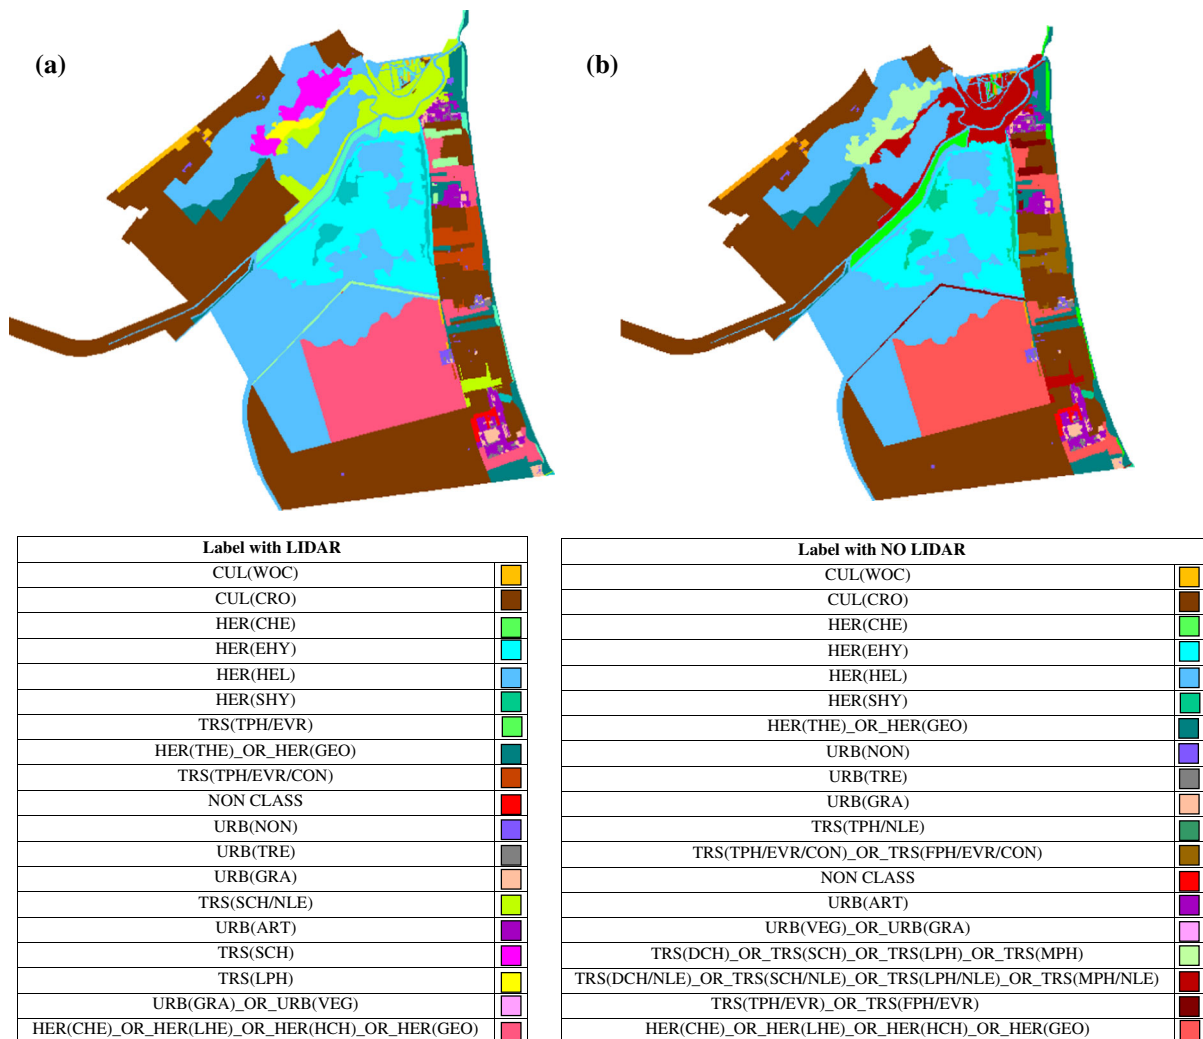 (a)
(b)
Label with LIDAR
CUL(WOC)
CUL(CRO)
HER(CHE)
HER(EHY)
HER(HEL)
HER(SHY)
TRS(TPH/EVR)
HER(THE)_OR_HER(GEO)
TRS(TPH/EVR/CON)
NON CLASS
URB(NON)
URB(TRE)
URB(GRA)
TRS(SCH/NLE)
URB(ART)
TRS(SCH)
TRS(LPH)
URB(GRA)_OR_URB(VEG)
HER(CHE)_OR_HER(LHE)_OR_HER(HCH)_OR_HER(GEO)
Label with NO LIDAR
CUL(WOC)
CUL(CRO)
HER(CHE)
HER(EHY)
HER(HEL)
HER(SHY)
HER(THE)_OR_HER(GEO)
URB(NON)
URB(TRE)
URB(GRA)
TRS(TPH/NLE)
TRS(TPH/EVR/CON)_OR_TRS(FPH/EVR/CON)
NON CLASS
URB(ART)
URB(VEG)_OR_URB(GRA)
TRS(DCH)_OR_TRS(SCH)_OR_TRS(LPH)_OR_TRS(MPH)
TRS(DCH/NLE)_OR_TRS(SCH/NLE)_OR_TRS(LPH/NLE)_OR_TRS(MPH/NLE)
TRS(TPH/EVR)_OR_TRS(FPH/EVR)
HER(CHE)_OR_HER(LHE)_OR_HER(HCH)_OR_HER(GEO)